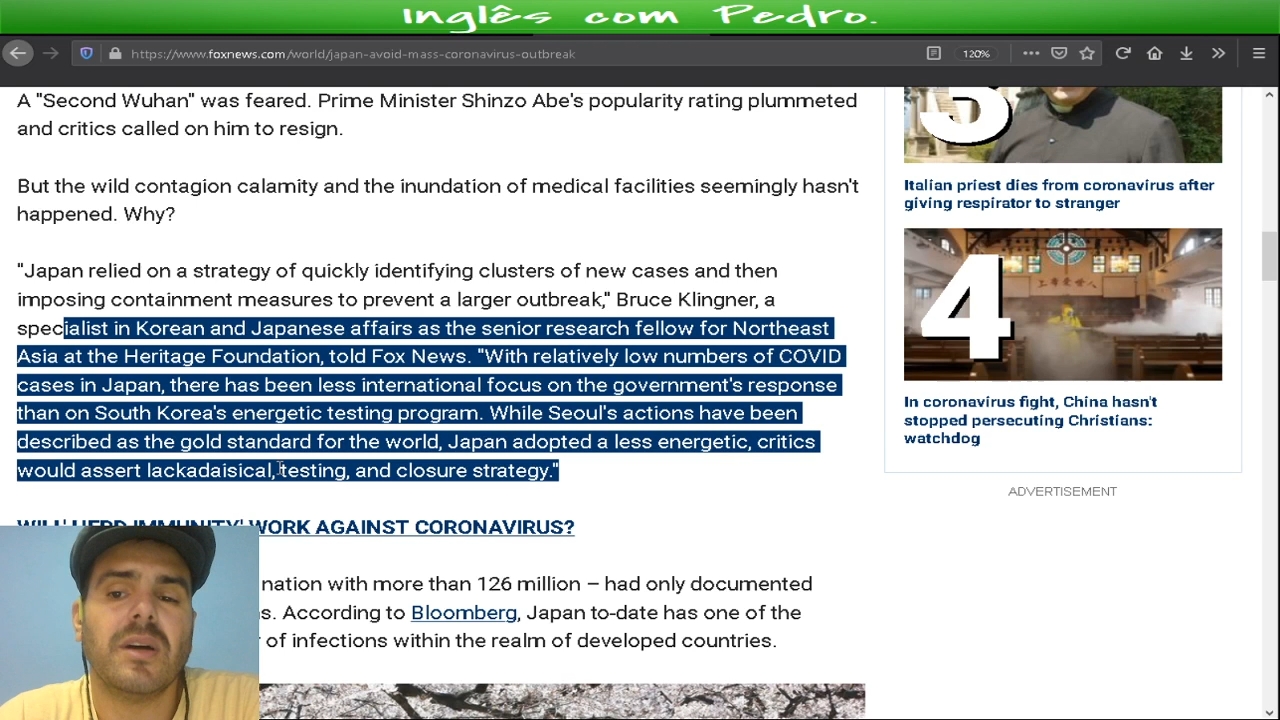 Inglês com Pedro.
https://www.foxnews.com/world/japan-avoid-mass-coronavirus-outbreak
120%
A "Second Wuhan" was feared. Prime Minister Shinzo Abe's popularity rating plummeted
and critics called on him to resign.
But the wild contagion calamity and the inundation of medical facilities seemingly hasn't
happened. Why?
"Japan relied on a strategy of quickly identifying clusters of new cases and then
imposing containment measures to prevent a larger outbreak," Bruce Klingner, a
specialist in Korean and Japanese affairs as the senior research fellow for Northeast
Asia at the Heritage Foundation, told Fox News. "With relatively low numbers of COVID
cases in Japan, there has been less international focus on the government's response
than on South Korea's energetic testing program. While Seoul's actions have been
described as the gold standard for the world, Japan adopted a less energetic, critics
would assert lackadaisical, testing, and closure strategy."
WILL 'HERD IMMUNITY' WORK AGAINST CORONAVIRUS?
nation with more than 126 million – had only documented
s. According to Bloomberg, Japan to-date has one of the
of infections within the realm of developed countries.
3
Italian priest dies from coronavirus after
giving respirator to stranger
4
In coronavirus fight, China hasn't
stopped persecuting Christians:
watchdog
ADVERTISEMENT